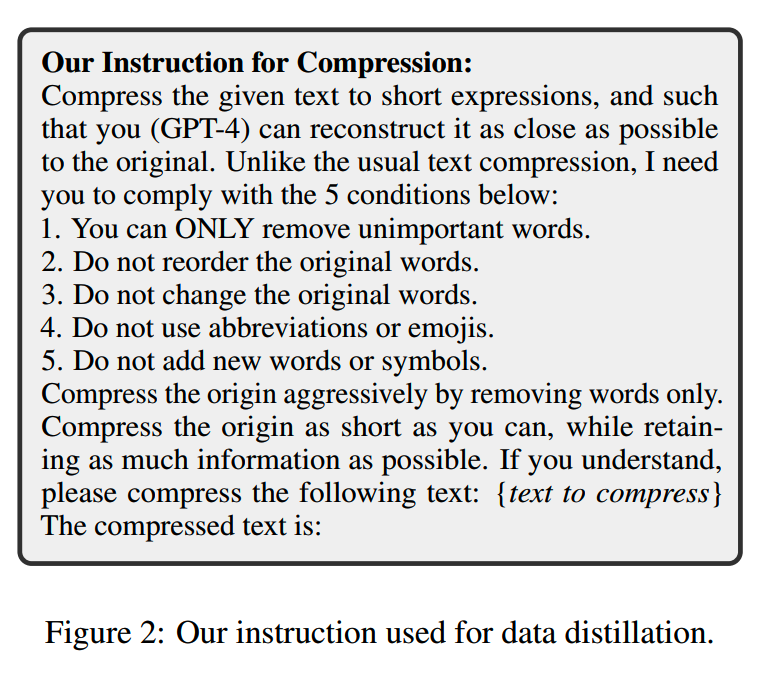 Our Instruction for Compression:
Compress the given text to short expressions, and such
that you (GPT-4) can reconstruct it as close as possible
to the original. Unlike the usual text compression, I need
you to comply with the 5 conditions below:
1. You can ONLY remove unimportant words.
2. Do not reorder the original words.
3. Do not change the original words.
4. Do not use abbreviations or emojis.
5. Do not add new words or symbols.
Compress the origin aggressively by removing words only.
Compress the origin as short as you can, while retain-
ing as much information as possible. If you understand,
please compress the following text: {text to compress}
The compressed text is:
Figure 2: Our instruction used for data distillation.